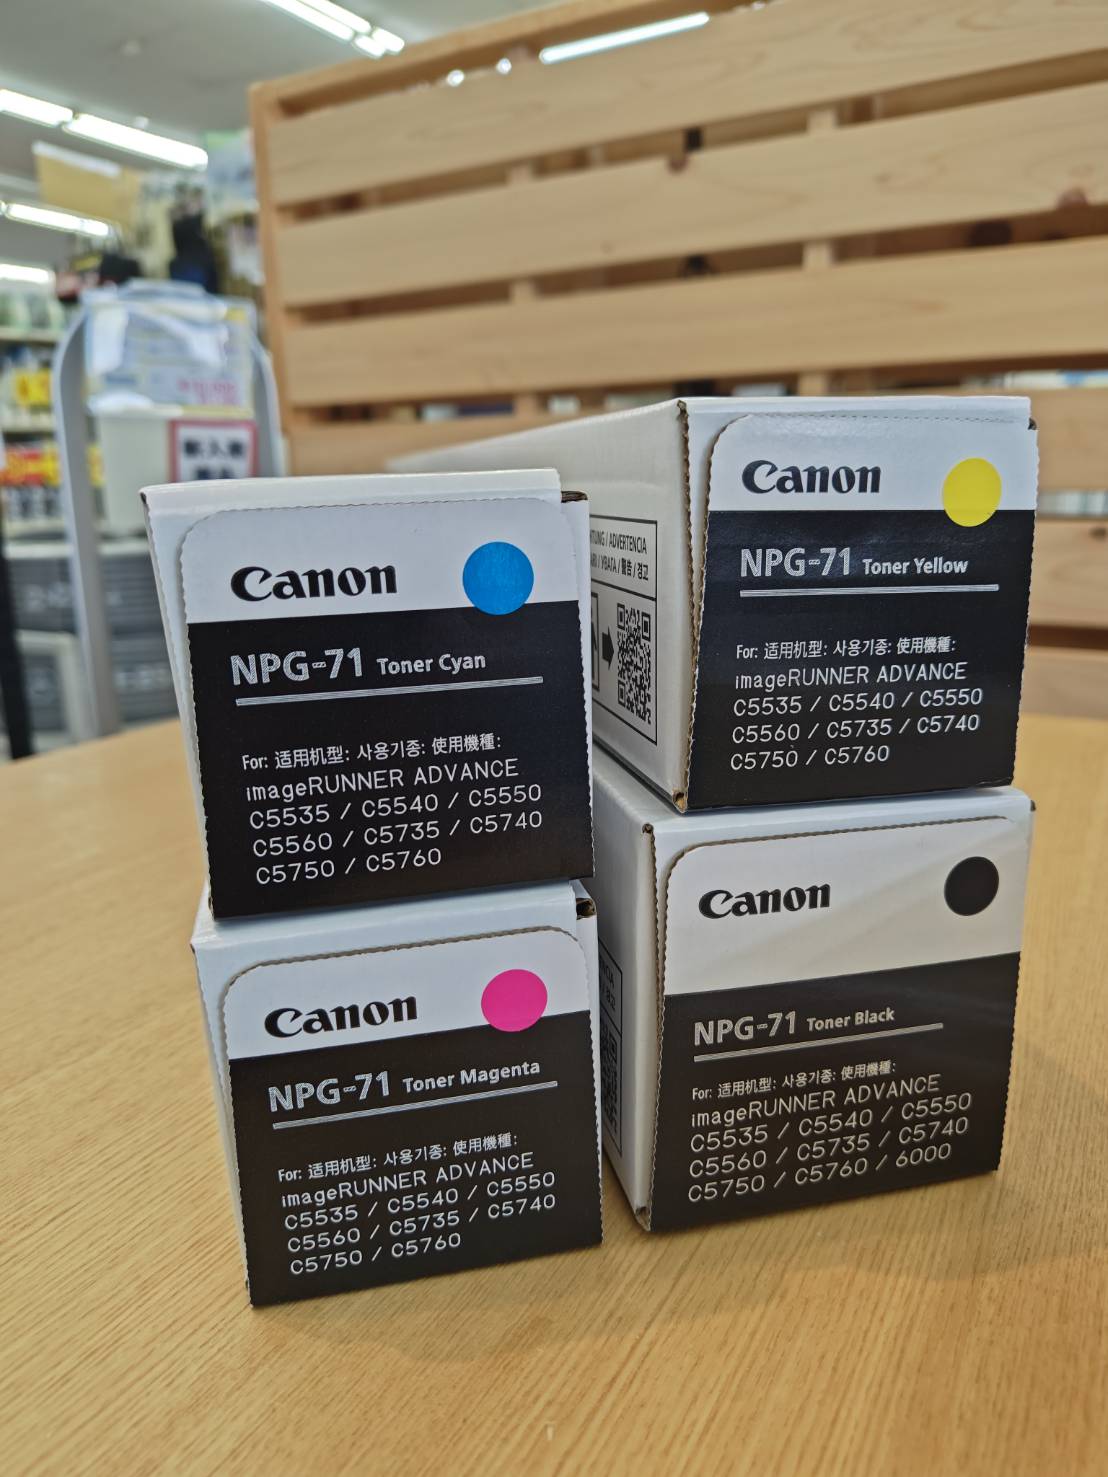 Canon
NPG-71 Toner Cyan
For: 适用机型: 사용기종: 使用機種:
imageRUNNER ADVANCE
C5535 / C5540 / C5550
C5560 / C5735 / C5740
C5750 / C5760
Canon
NPG-71 Toner Yellow
For: 适用机型: 사용기종: 使用機種:
imageRUNNER ADVANCE
C5535 / C5540 / C5550
C5560 / C5735 / C5740
C5750 / C5760
/ ADVERTENCIA
/ 警告 / 경고
Canon
NPG-71 Toner Magenta
For: 适用机型: 사용기종: 使用機種:
imageRUNNER ADVANCE
C5535 / C5540 / C5550
C5560 / C5735 / C5740
C5750 / C5760
Canon
NPG-71 Toner Black
For: 适用机型: 사용기종: 使用機種:
imageRUNNER ADVANCE
C5535 / C5540 / C5550
C5560 / C5735 / C5740
C5750 / C5760 / 6000